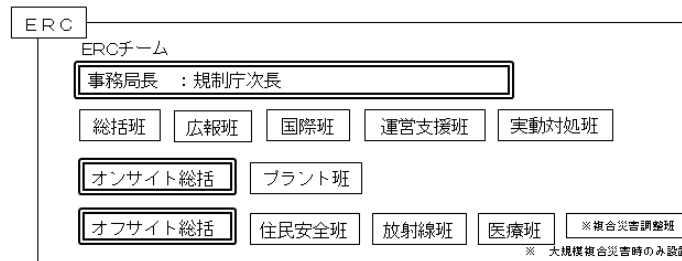 ERC
ERCチーム
事務局長 ：規制庁次長
総括班 広報班 国際班 運営支援班 実動対処班
オンサイト総括 プラント班
オフサイト総括 住民安全班 放射線班 医療班 ※複合災害調整班
※ 大規模複合災害時のみ設